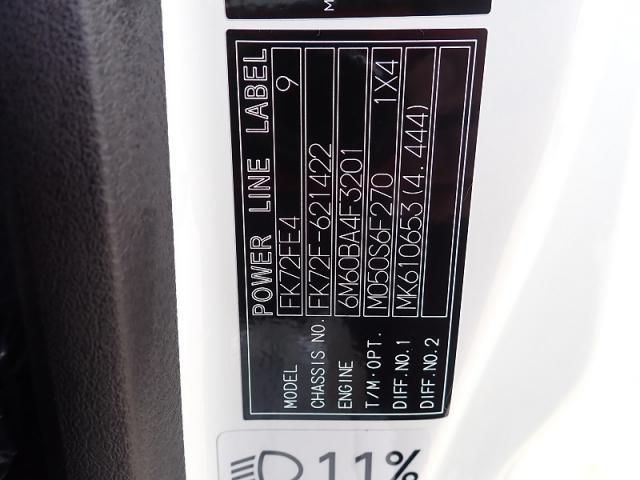 M
POWER LINE LABEL
MODEL FK72FE4 9
CHASSIS NO. FK72F-621422
ENGINE 6M60BA4F3201
T/M·OPT. M050S6F270 1X4
DIFF.NO.1 MK610653(4.444)
DIFF.NO.2
11%